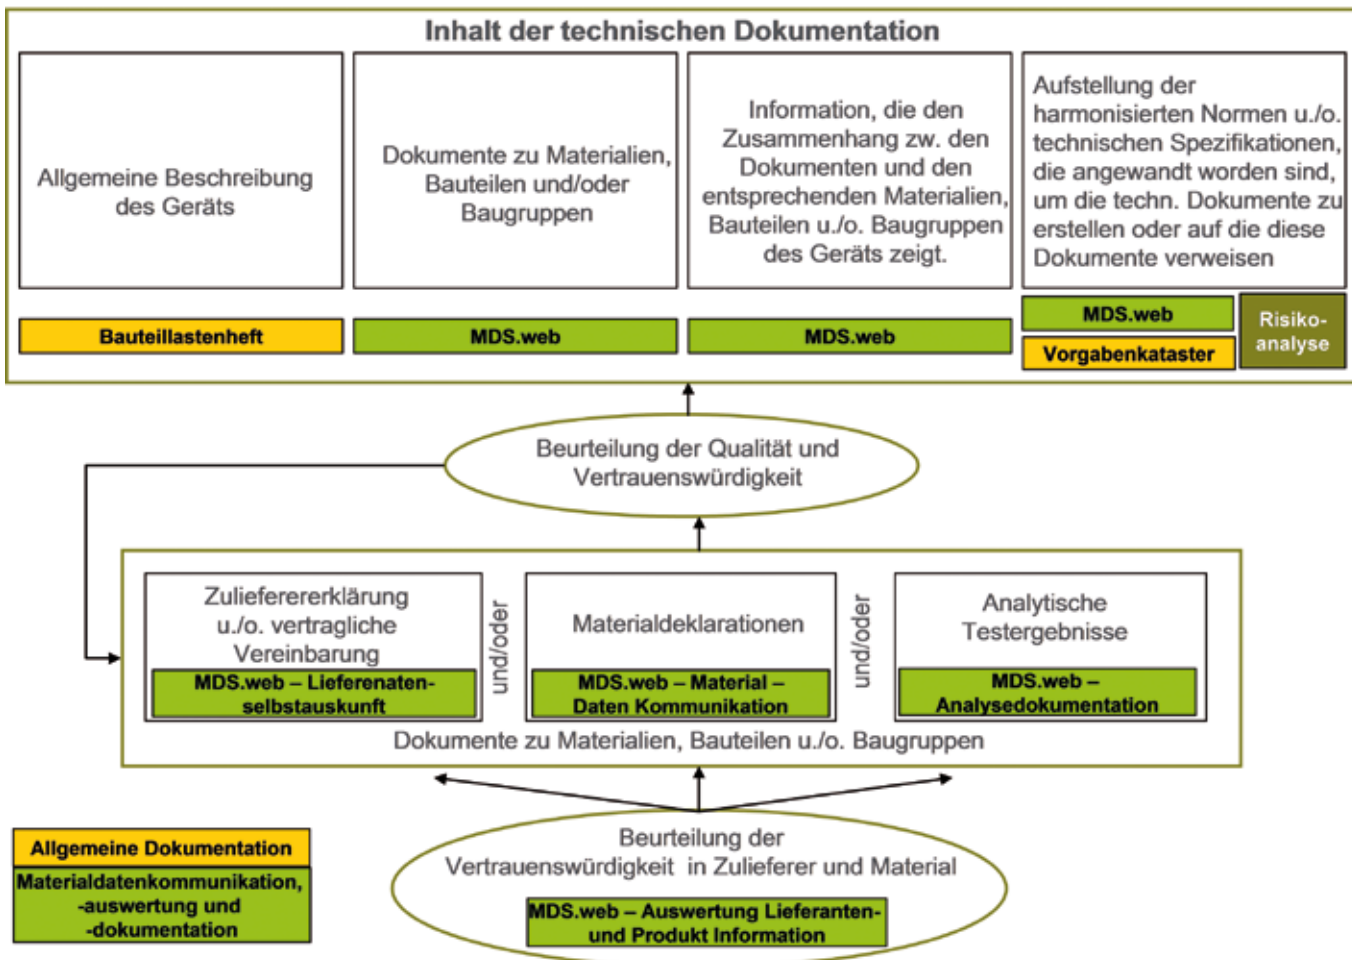 Inhalt der technischen Dokumentation
Allgemeine Beschreibung
des Geräts
Dokumente zu Materialien,
Bauteilen und/oder
Baugruppen
Information, die den
Zusammenhang zw. den
Dokumenten und den
entsprechenden Materialien,
Bauteilen u./o. Baugruppen
des Geräts zeigt.
Aufstellung der
harmonisierten Normen u./o.
technischen Spezifikationen,
die angewandt worden sind,
um die techn. Dokumente zu
erstellen oder auf die diese
Dokumente verweisen
Bauteillastenheft
MDS.web
MDS.web
MDS.web
Vorgabenkataster
Risiko-
analyse
Beurteilung der Qualität und
Vertrauenswürdigkeit
Zulieferererklärung
u./o. vertragliche
Vereinbarung
MDS.web – Lieferenaten-
selbstauskunft
und/oder
Materialdeklarationen
MDS.web – Material –
Daten Kommunikation
und/oder
Analytische
Testergebnisse
MDS.web –
Analysedokumentation
Dokumente zu Materialien, Bauteilen u./o. Baugruppen
Beurteilung der
Vertrauenswürdigkeit in Zulieferer und Material
MDS.web – Auswertung Lieferanten-
und Produkt Information
Allgemeine Dokumentation
Materialdatenkommunikation,
-auswertung und
-dokumentation